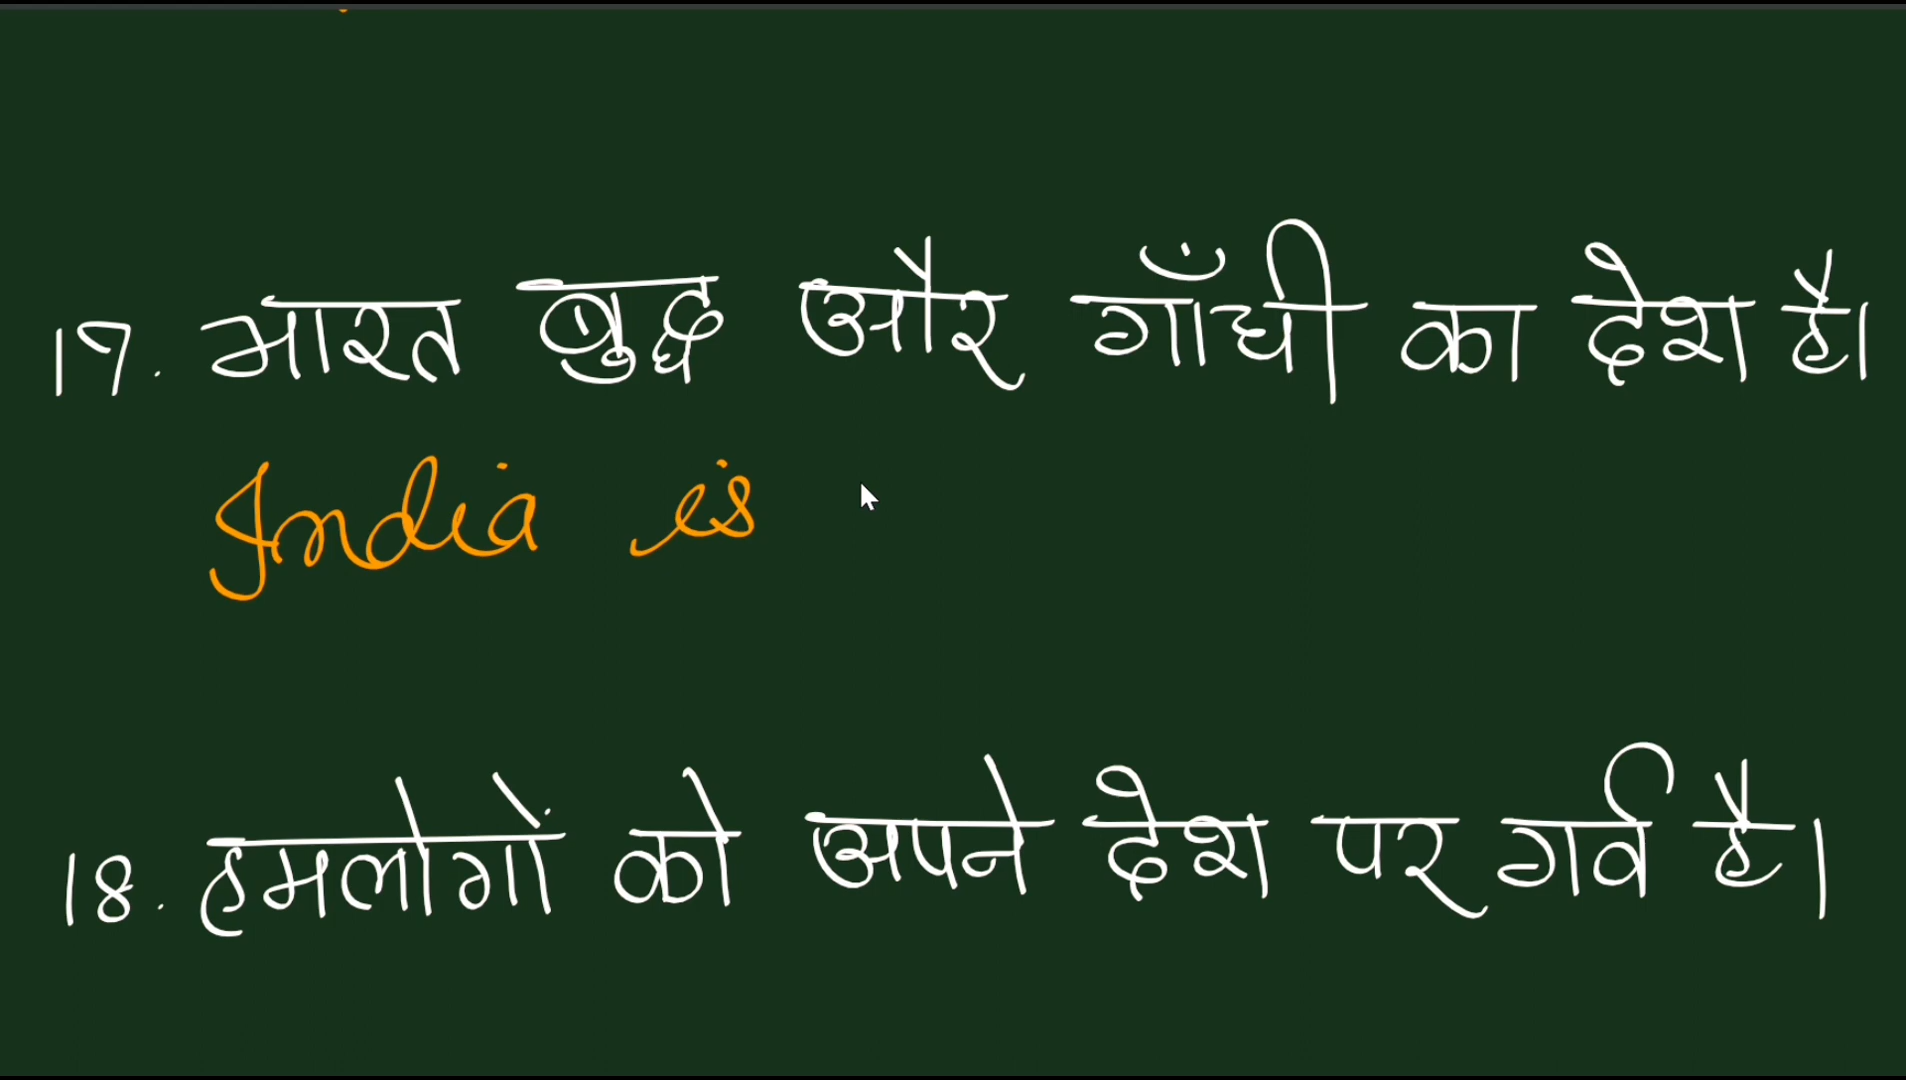 17. भारत बुद्ध और गाँधी का देश है।
India is
18. हमलोगों को अपने देश पर गर्व है।